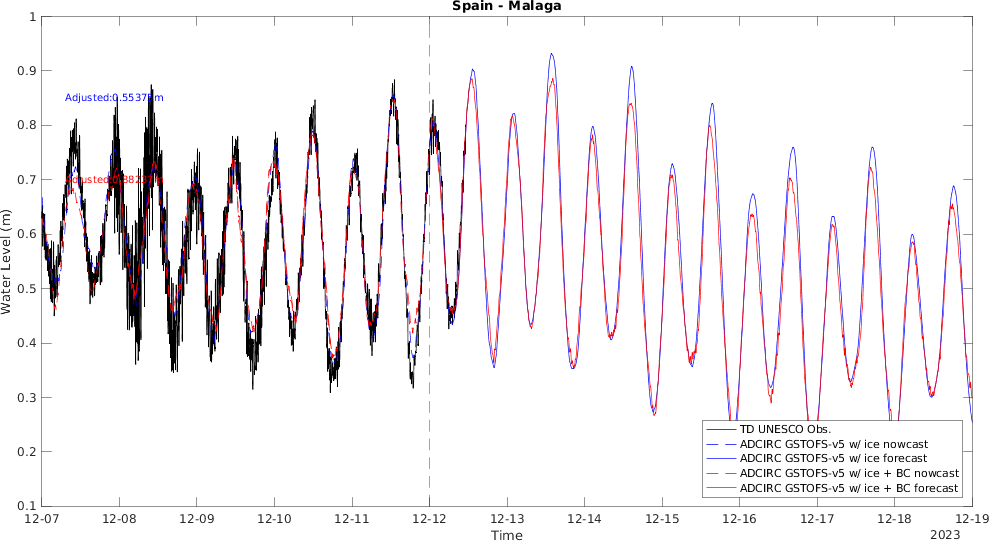 Spain - Malaga
Water Level (m)
1
0.9
0.8
0.7
0.6
0.5
0.4
0.3
0.2
0.1
TD UNESCO Obs.
ADCIRC GSTOFS-v5 w/ ice nowcast
ADCIRC GSTOFS-v5 w/ ice forecast
ADCIRC GSTOFS-v5 w/ ice + BC nowcast
ADCIRC GSTOFS-v5 w/ ice + BC forecast
12-07 12-08 12-09 12-10 12-11 12-12 12-13 12-14 12-15 12-16 12-17 12-18 12-19
Time
2023